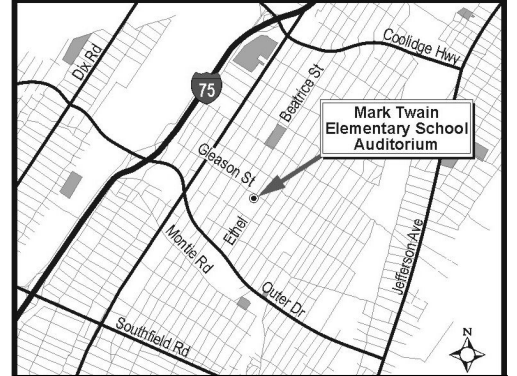 Coolidge Hwy
Dix Rd
75
Beatrice St
Mark Twain
Elementary School
Auditorium
Gleason St
Ethel
Montie Rd
Jefferson Ave
Outer Dr
Southfield Rd
N